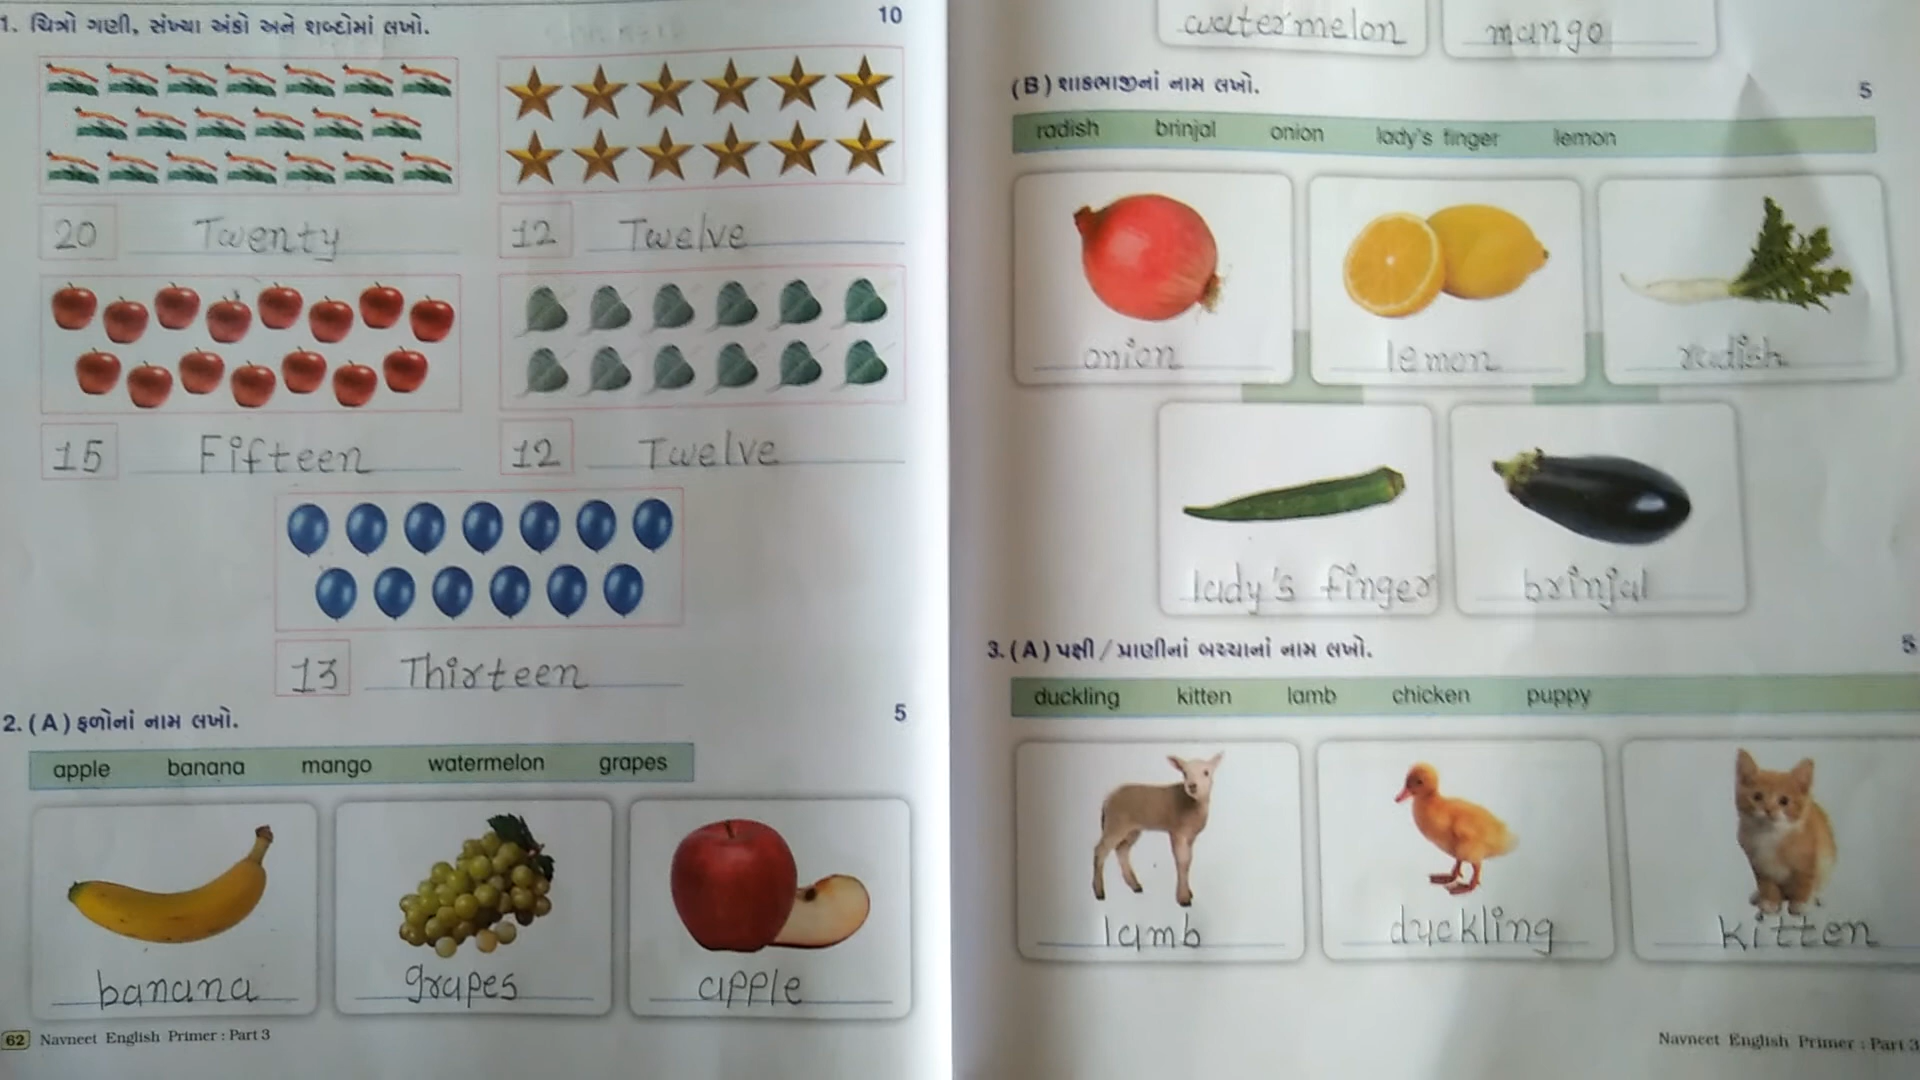 1. ચિત્રો ગણી, સંખ્યા અંકો અને શબ્દોમાં લખો. 10
20 Twenty
12 Twelve
15 Fifteen
12 Twelve
13 Thirteen
2. (A) ફળોનાં નામ લખો. 5
apple banana mango watermelon grapes
banana
grapes
apple
62 Navneet English Primer : Part 3
watermelon
mango
(B) શાકભાજીનાં નામ લખો. 5
radish brinjal onion lady's finger lemon
onion
lemon
radish
lady's finger
brinjal
3. (A) પક્ષી / પ્રાણીનાં બચ્ચાનાં નામ લખો. 5
duckling kitten lamb chicken puppy
lamb
duckling
kitten
Navneet English Primer : Part 3